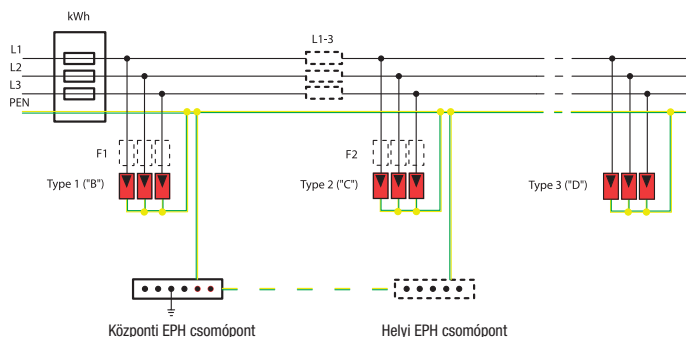 kWh
L1
L2
L3
PEN
L1-3
F1
F2
Type 1 ("B")
Type 2 ("C")
Type 3 ("D")
Központi EPH csomópont
Helyi EPH csomópont